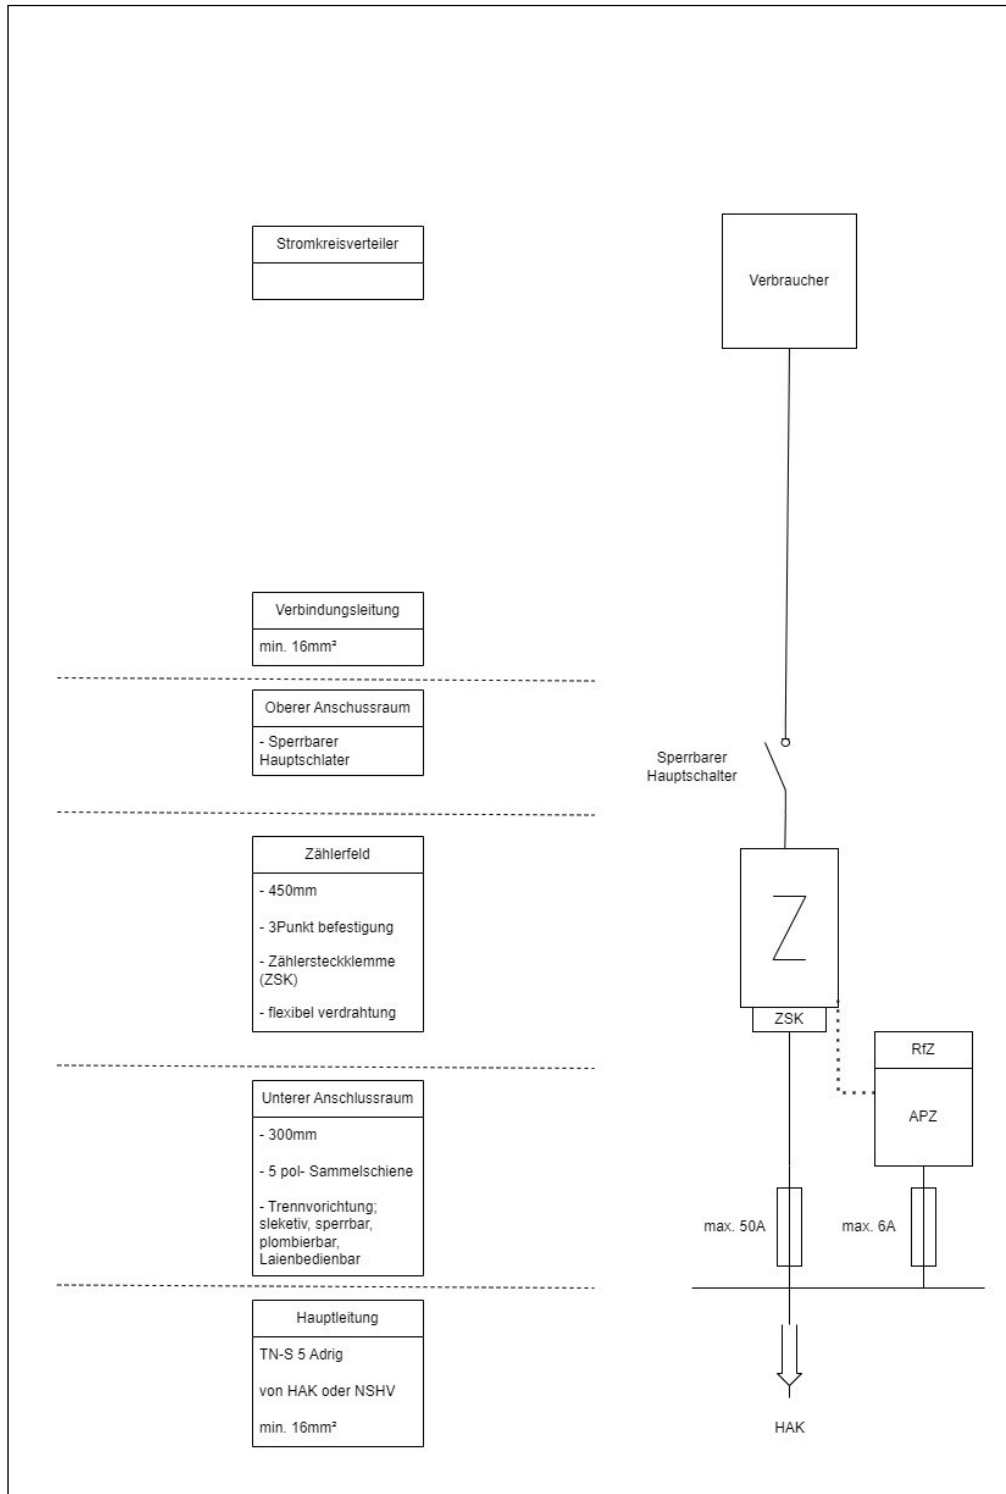 Stromkreisverteiler
Verbraucher
Verbindungsleitung
min. 16mm²
Oberer Anschussraum
- Sperrbarer
Hauptschlater
Sperrbarer
Hauptschalter
Zählerfeld
- 450mm
- 3Punkt befestigung
- Zählersteckklemme
(ZSK)
- flexibel verdrahtung
Z
ZSK
RfZ
APZ
Unterer Anschlussraum
- 300mm
- 5 pol- Sammelschiene
- Trennvorichtung;
sleketiv, sperrbar,
plombierbar,
Laienbedienbar
max. 50A
max. 6A
Hauptleitung
TN-S 5 Adrig
von HAK oder NSHV
min. 16mm²
HAK